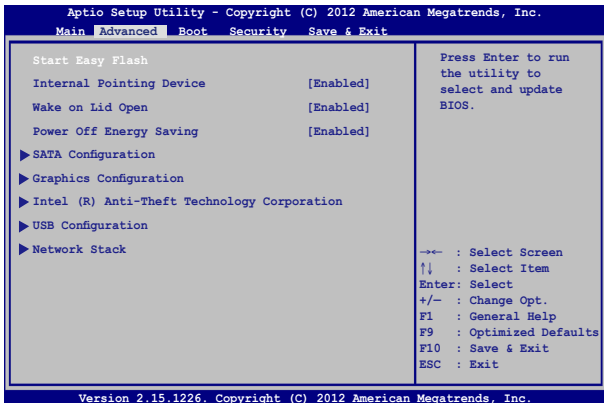 Aptio Setup Utility - Copyright (C) 2012 American Megatrends, Inc.
Main Advanced Boot Security Save & Exit
Start Easy Flash
Internal Pointing Device [Enabled]
Wake on Lid Open [Enabled]
Power Off Energy Saving [Enabled]
SATA Configuration
Graphics Configuration
Intel (R) Anti-Theft Technology Corporation
USB Configuration
Network Stack
Press Enter to run
the utility to
select and update
BIOS.
→← : Select Screen
↑↓ : Select Item
Enter: Select
+/— : Change Opt.
F1 : General Help
F9 : Optimized Defaults
F10 : Save & Exit
ESC : Exit
Version 2.15.1226. Copyright (C) 2012 American Megatrends, Inc.